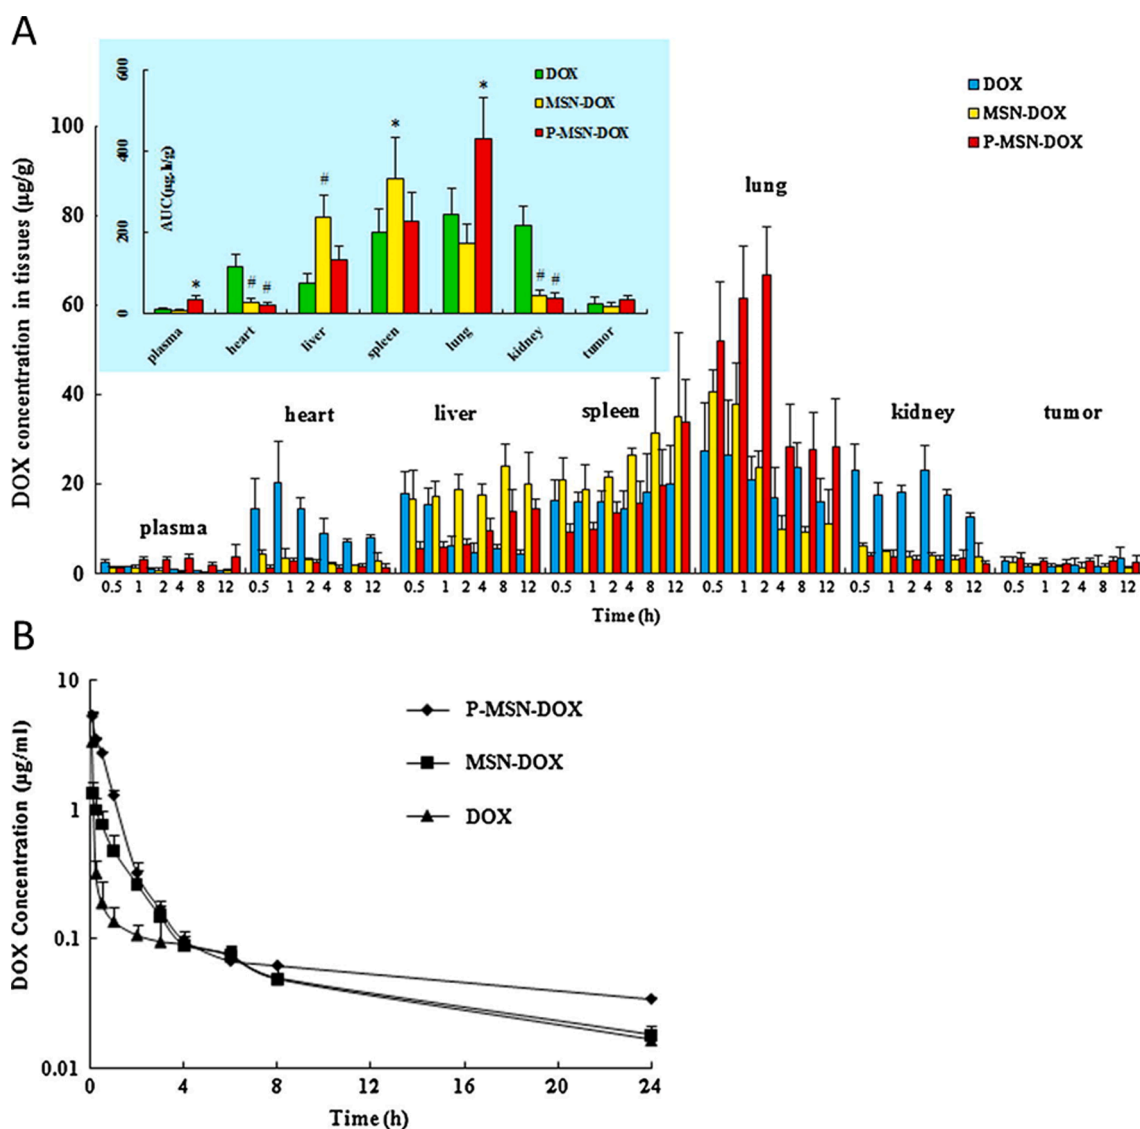 A
600
400
200
0
AUC(μg.h/g)
DOX
MSN-DOX
P-MSN-DOX
*
#
#
#
*
*
#
#
plasma
heart
liver
spleen
lung
kidney
tumor
DOX
MSN-DOX
P-MSN-DOX
DOX concentration in tissues (μg/g)
100
80
60
40
20
0
plasma
heart
liver
spleen
lung
kidney
tumor
0.5 1 2 4 8 12 0.5 1 2 4 8 12 0.5 1 2 4 8 12 0.5 1 2 4 8 12 0.5 1 2 4 8 12 0.5 1 2 4 8 12 0.5 1 2 4 8 12
Time (h)
B
DOX Concentration (μg/ml)
10
1
0.1
0.01
P-MSN-DOX
MSN-DOX
DOX
0 4 8 12 16 20 24
Time (h)